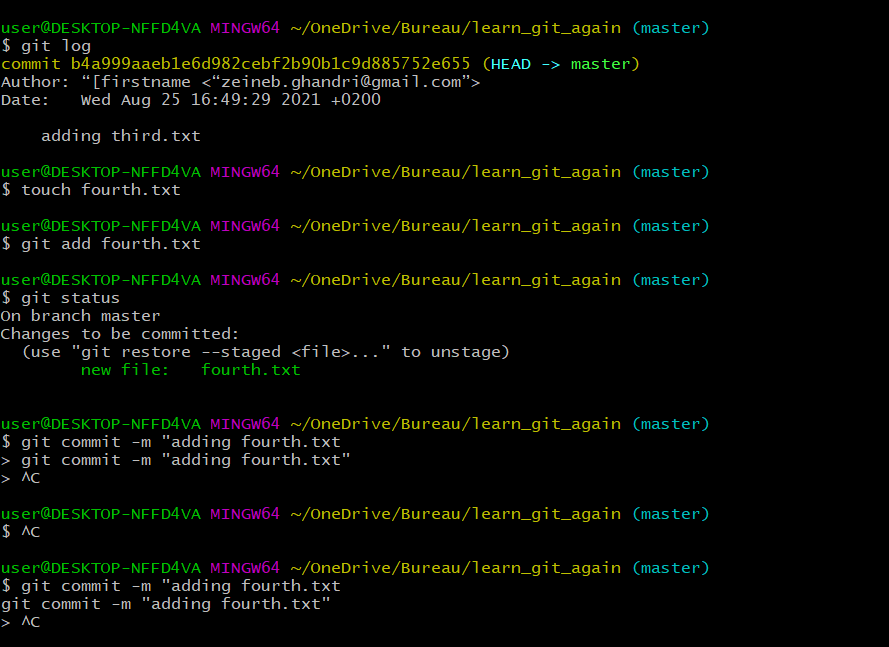 user@DESKTOP-NFFD4VA MINGW64 ~/OneDrive/Bureau/learn_git_again (master)
$ git log
commit b4a999aaeb1e6d982cebf2b90b1c9d885752e655 (HEAD -> master)
Author: “[firstname <“zeineb.ghandri@gmail.com”>
Date:   Wed Aug 25 16:49:29 2021 +0200

    adding third.txt

user@DESKTOP-NFFD4VA MINGW64 ~/OneDrive/Bureau/learn_git_again (master)
$ touch fourth.txt

user@DESKTOP-NFFD4VA MINGW64 ~/OneDrive/Bureau/learn_git_again (master)
$ git add fourth.txt

user@DESKTOP-NFFD4VA MINGW64 ~/OneDrive/Bureau/learn_git_again (master)
$ git status
On branch master
Changes to be committed:
  (use "git restore --staged <file>..." to unstage)
        new file:   fourth.txt

user@DESKTOP-NFFD4VA MINGW64 ~/OneDrive/Bureau/learn_git_again (master)
$ git commit -m "adding fourth.txt
> git commit -m "adding fourth.txt"
> ^C

user@DESKTOP-NFFD4VA MINGW64 ~/OneDrive/Bureau/learn_git_again (master)
$ ^C

user@DESKTOP-NFFD4VA MINGW64 ~/OneDrive/Bureau/learn_git_again (master)
$ git commit -m "adding fourth.txt
git commit -m "adding fourth.txt"
> ^C